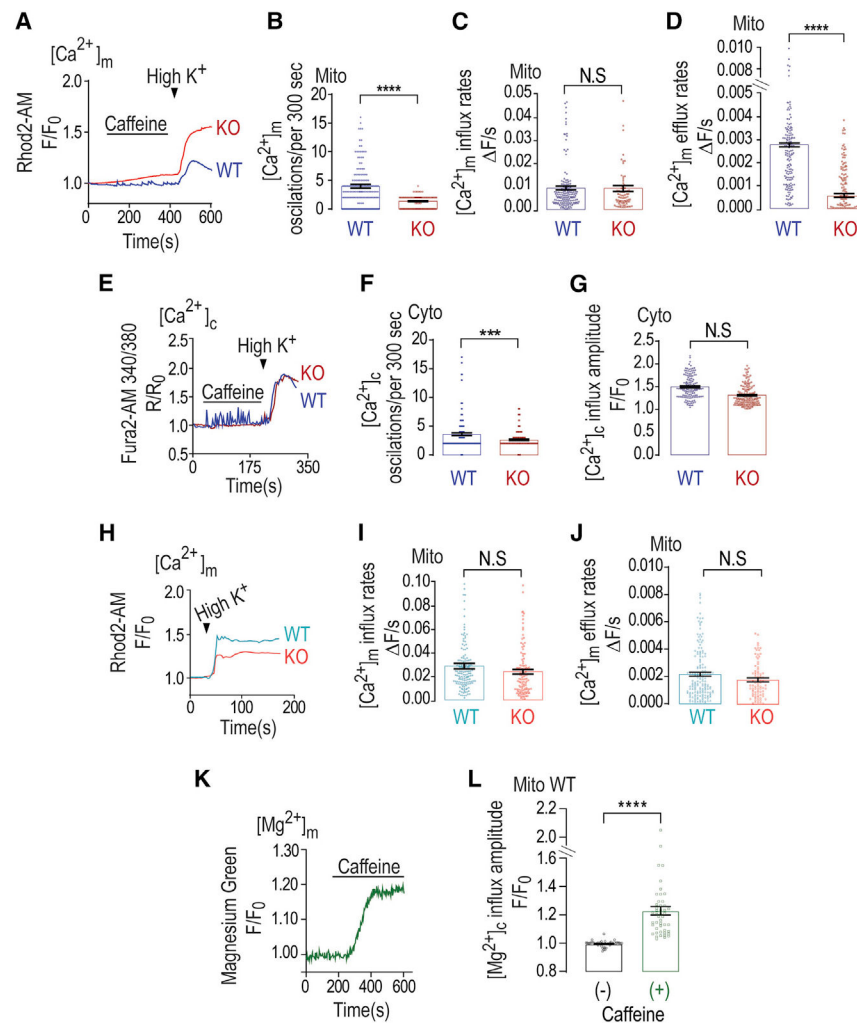 A
[Ca2+]m
High K+
Caffeine
KO
WT
Rhod2-AM
F/F0
2.0
1.5
1.0
0 200 400 600
Time(s)
B
Mito
****
[Ca2+]m
oscilations/per 300 sec
20
15
10
5
0
WT KO
C
Mito
N.S
[Ca2+]m influx rates
ΔF/s
0.05
0.04
0.03
0.02
0.01
0.00
WT KO
D
Mito
****
[Ca2+]m efflux rates
ΔF/s
0.010
0.008
0.006
0.005
0.004
0.003
0.002
0.001
0.000
WT KO
E
[Ca2+]c
High K+
Caffeine
KO
WT
Fura2-AM 340/380
R/R0
2.5
2.0
1.5
1.0
0.5
0 175 350
Time(s)
F
Cyto
***
[Ca2+]c
oscilations/per 300 sec
20
15
10
5
0
WT KO
G
Cyto
N.S
[Ca2+]c influx amplitude
F/F0
2.5
2.0
1.5
1.0
0.5
0.0
WT KO
H
[Ca2+]m
High K+
WT
KO
Rhod2-AM
F/F0
2.0
1.5
1.0
0 100 200
Time(s)
I
Mito
N.S
[Ca2+]m influx rates
ΔF/s
0.10
0.08
0.06
0.04
0.02
0.00
WT KO
J
Mito
N.S
[Ca2+]m efflux rates
ΔF/s
0.010
0.008
0.006
0.004
0.002
0.000
WT KO
K
[Mg2+]m
Caffeine
Magnesium Green
F/F0
1.30
1.20
1.10
1.00
0 200 400 600
Time(s)
L
Mito WT
****
[Mg2+]c influx amplitude
F/F0
2.2
2.0
1.6
1.4
1.2
1.0
0.8
(-) (+)
Caffeine